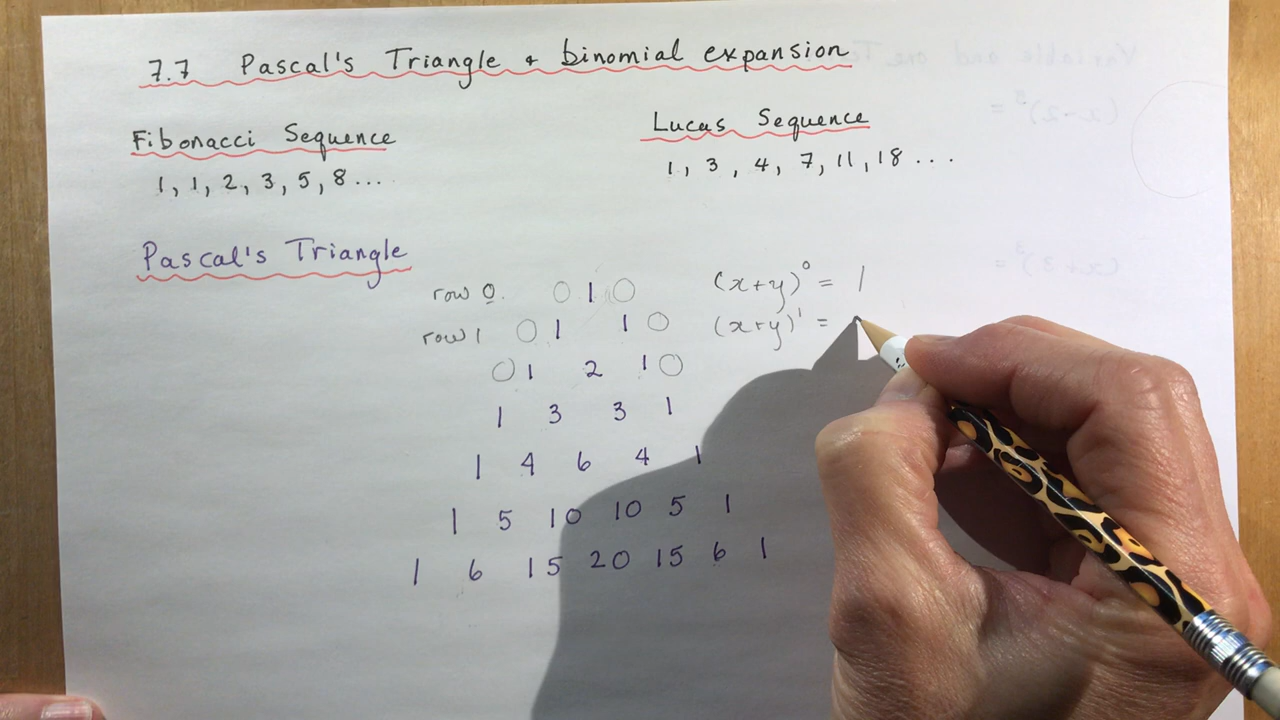 7.7 Pascal's Triangle & binomial expansion
Fibonacci Sequence
1, 1, 2, 3, 5, 8 ...
Lucas Sequence
1, 3, 4, 7, 11, 18 ...
Pascal's Triangle
row 0. 0 1 0 (x+y)⁰ = 1
row 1 0 1 1 0 (x+y)¹ =
0 1 2 1 0
1 3 3 1
1 4 6 4 1
1 5 10 10 5 1
1 6 15 20 15 6 1